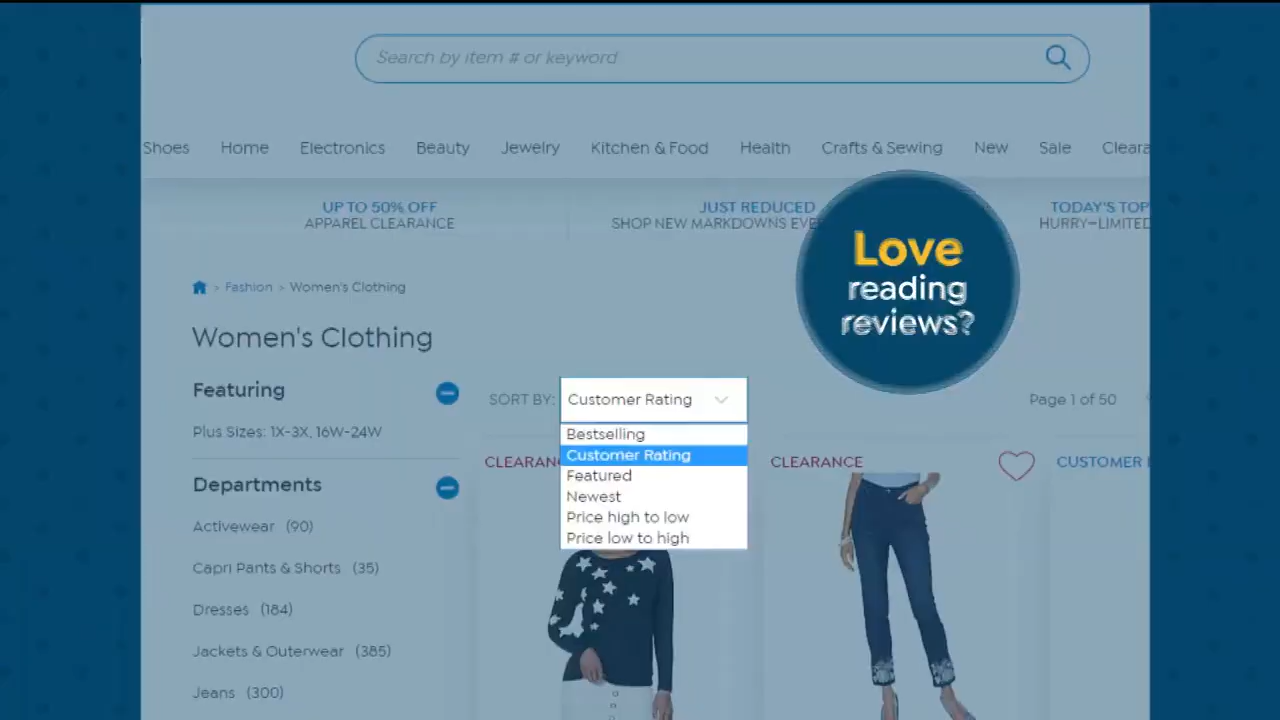 Search by item # or keyword
Shoes Home Electronics Beauty Jewelry Kitchen & Food Health Crafts & Sewing New Sale Cleara
UP TO 50% OFF
APPAREL CLEARANCE
JUST REDUCED
SHOP NEW MARKDOWNS EVE
TODAY'S TOP
HURRY–LIMITED
Love
reading
reviews?
> Fashion > Women's Clothing
Women's Clothing
Featuring
Plus Sizes: 1X-3X, 16W-24W
Departments
Activewear (90)
Capri Pants & Shorts (35)
Dresses (184)
Jackets & Outerwear (385)
Jeans (300)
SORT BY: Customer Rating
Page 1 of 50
Bestselling
Customer Rating
Featured
Newest
Price high to low
Price low to high
CLEARAN
CLEARANCE
CUSTOMER